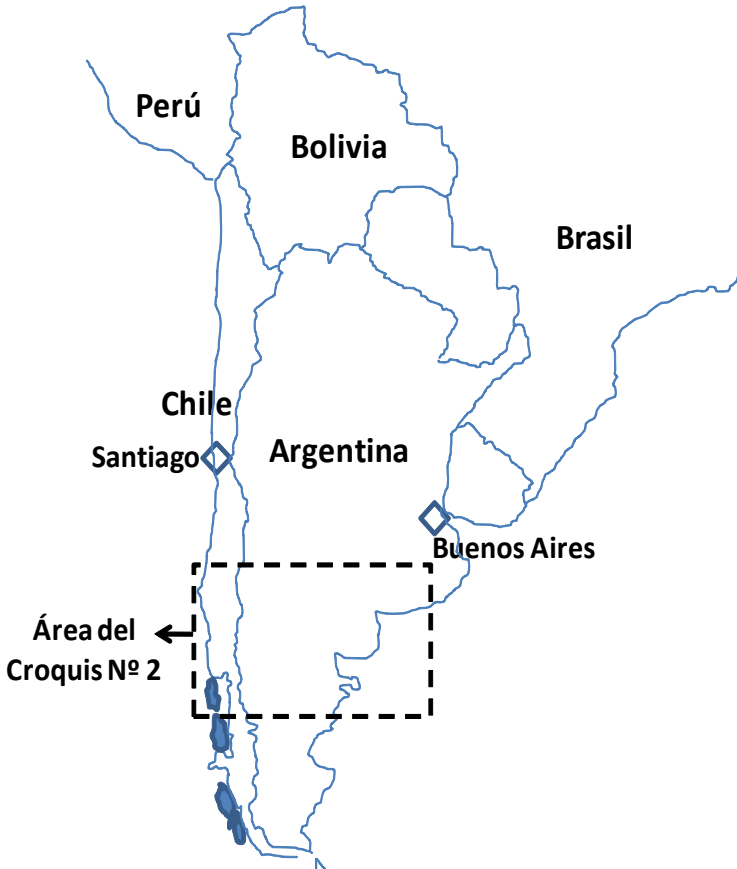 Perú
Bolivia
Brasil
Chile
Santiago
Argentina
Buenos Aires
Área del
Croquis Nº 2